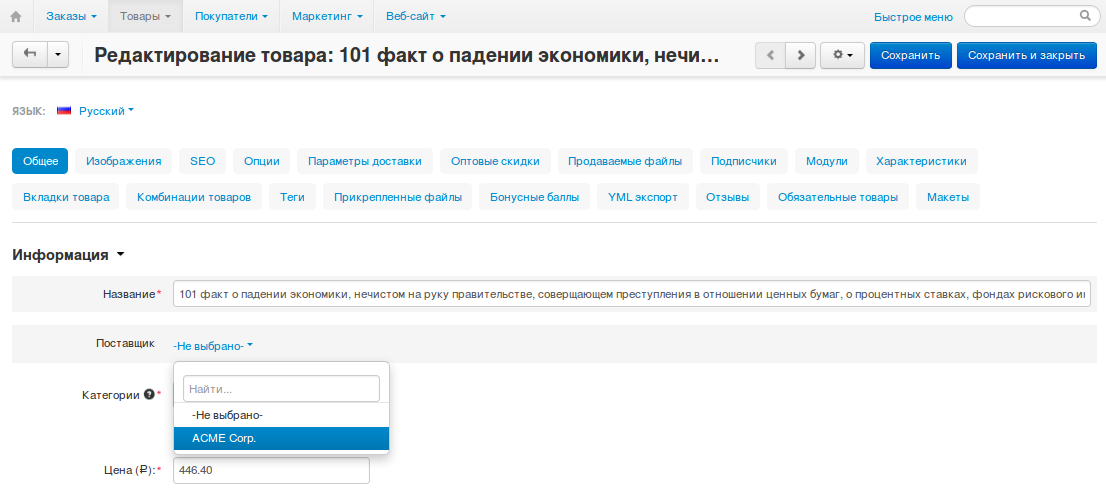 Заказы Товары Покупатели Маркетинг Веб-сайт Быстрое меню
Редактирование товара: 101 факт о падении экономики, нечи... Сохранить Сохранить и закрыть
ЯЗЫК: Русский
Общее Изображения SEO Опции Параметры доставки Оптовые скидки Продаваемые файлы Подписчики Модули Характеристики
Вкладки товара Комбинации товаров Теги Прикрепленные файлы Бонусные баллы YML экспорт Отзывы Обязательные товары Макеты
Информация
Название* 101 факт о падении экономики, нечистом на руку правительстве, соверщающем преступления в отношении ценных бумаг, о процентных ставках, фондах рискового ин
Поставщик -Не выбрано-
Найти...
Категории ?*
-Не выбрано-
ACME Corp.
Цена (₽):* 446.40